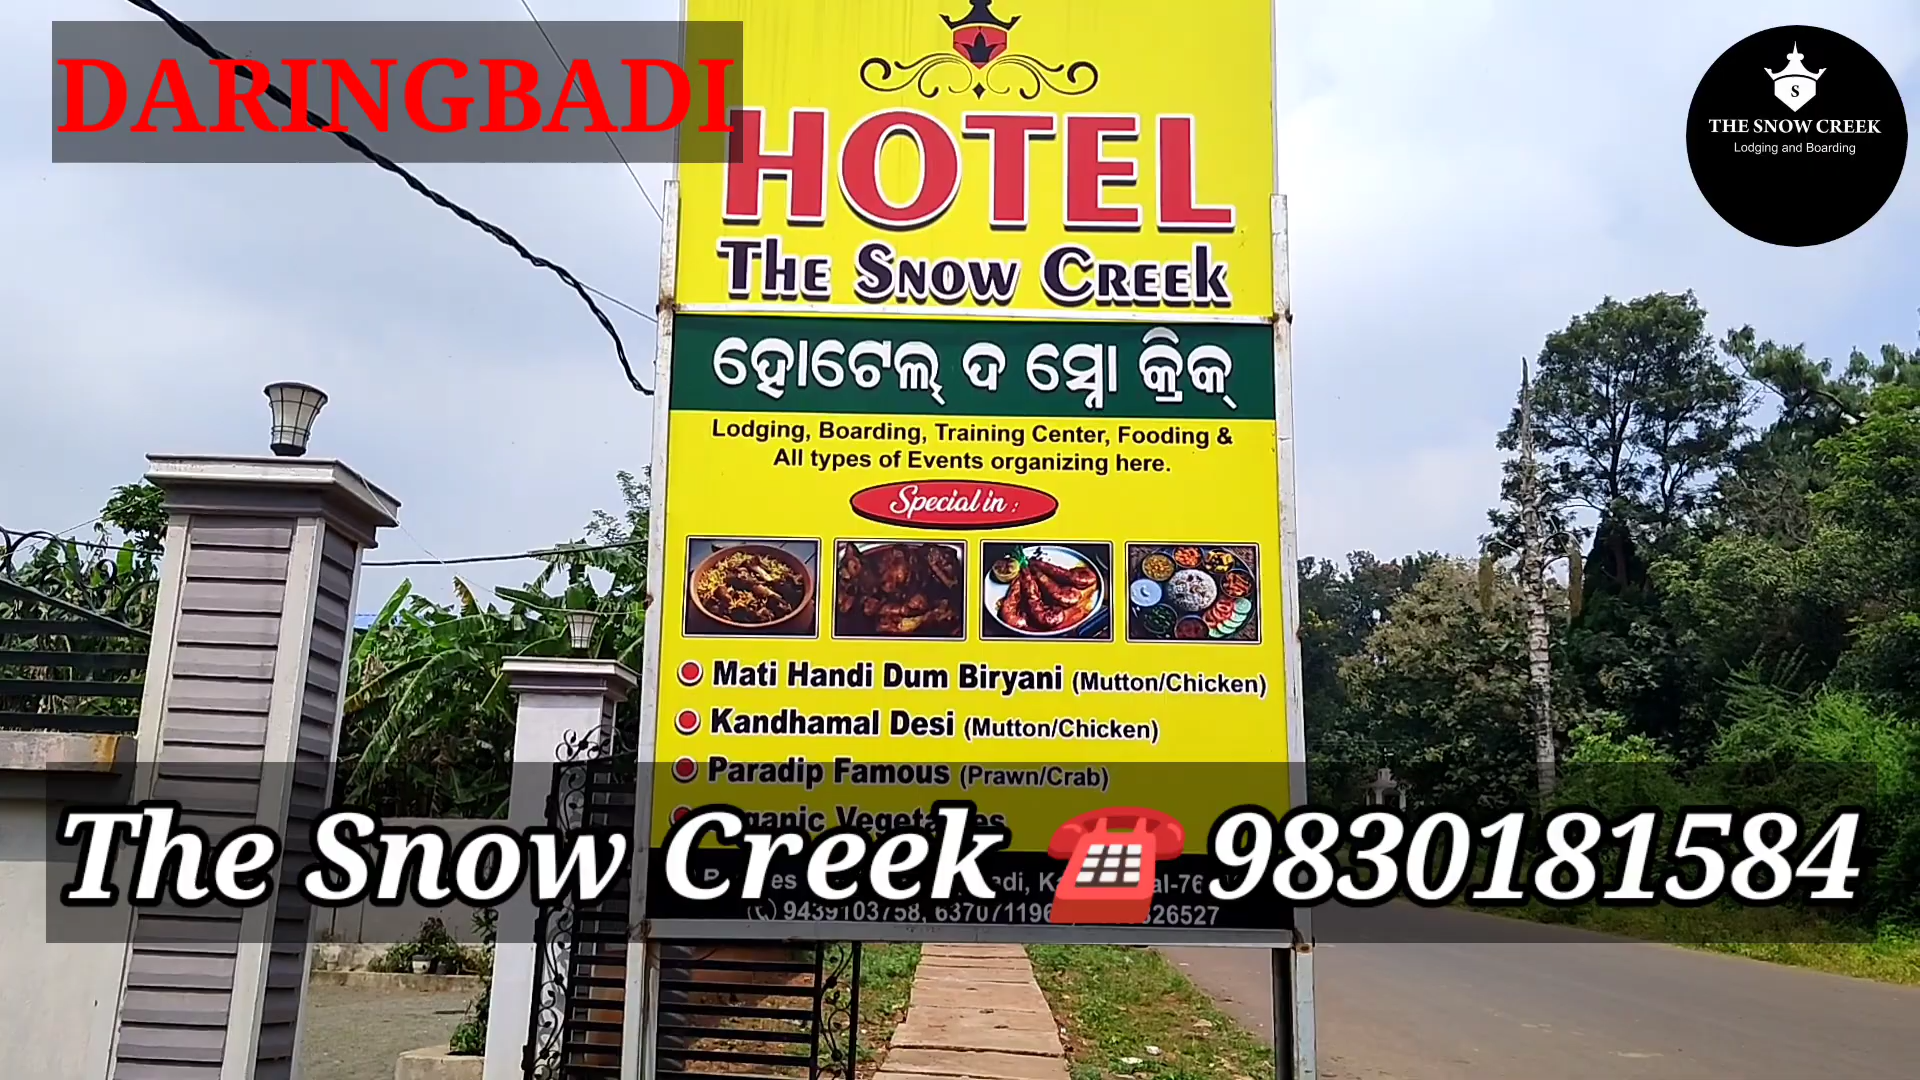 DARINGBADI
S
THE SNOW CREEK
Lodging and Boarding
HOTEL
The Snow Creek
ହୋଟେଲ୍ ଦ ସ୍ନୋ କ୍ରିକ୍
Lodging, Boarding, Training Center, Fooding &
All types of Events organizing here.
Special in :
Mati Handi Dum Biryani (Mutton/Chicken)
Kandhamal Desi (Mutton/Chicken)
Paradip Famous (Prawn/Crab)
The Snow Creek ☎ 9830181584
9439103758,